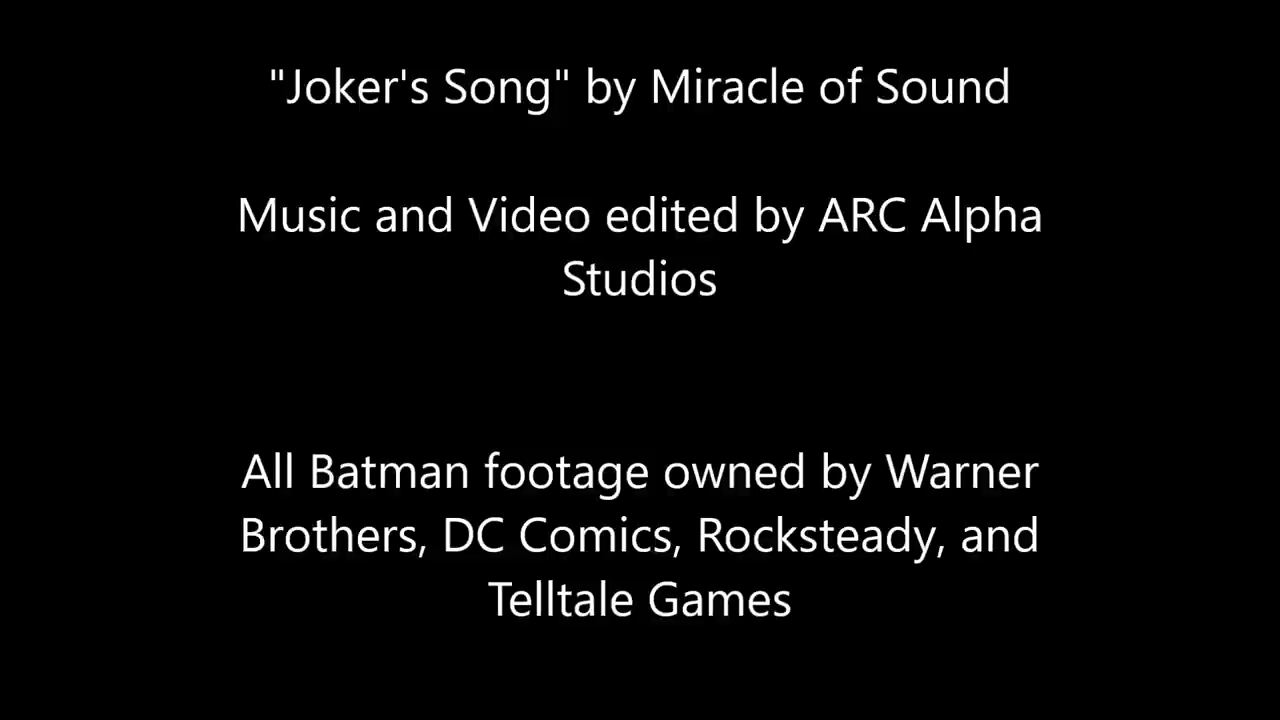 "Joker's Song" by Miracle of Sound
Music and Video edited by ARC Alpha
Studios
All Batman footage owned by Warner
Brothers, DC Comics, Rocksteady, and
Telltale Games